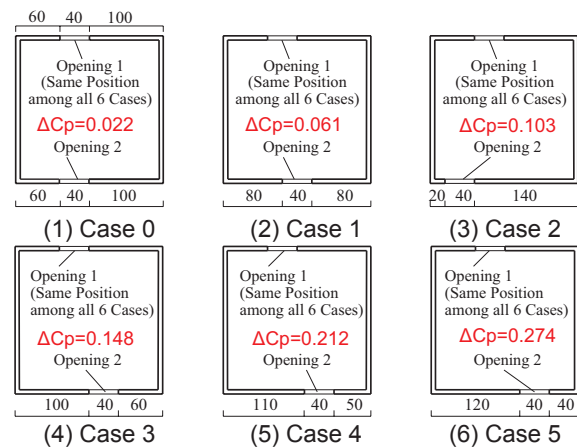 60 40 100
Opening 1
(Same Position
among all 6 Cases)
ΔCp=0.022
Opening 2
60 40 100
(1) Case 0
Opening 1
(Same Position
among all 6 Cases)
ΔCp=0.061
Opening 2
80 40 80
(2) Case 1
Opening 1
(Same Position
among all 6 Cases)
ΔCp=0.103
Opening 2
20 40 140
(3) Case 2
Opening 1
(Same Position
among all 6 Cases)
ΔCp=0.148
Opening 2
100 40 60
(4) Case 3
Opening 1
(Same Position
among all 6 Cases)
ΔCp=0.212
Opening 2
110 40 50
(5) Case 4
Opening 1
(Same Position
among all 6 Cases)
ΔCp=0.274
Opening 2
120 40 40
(6) Case 5